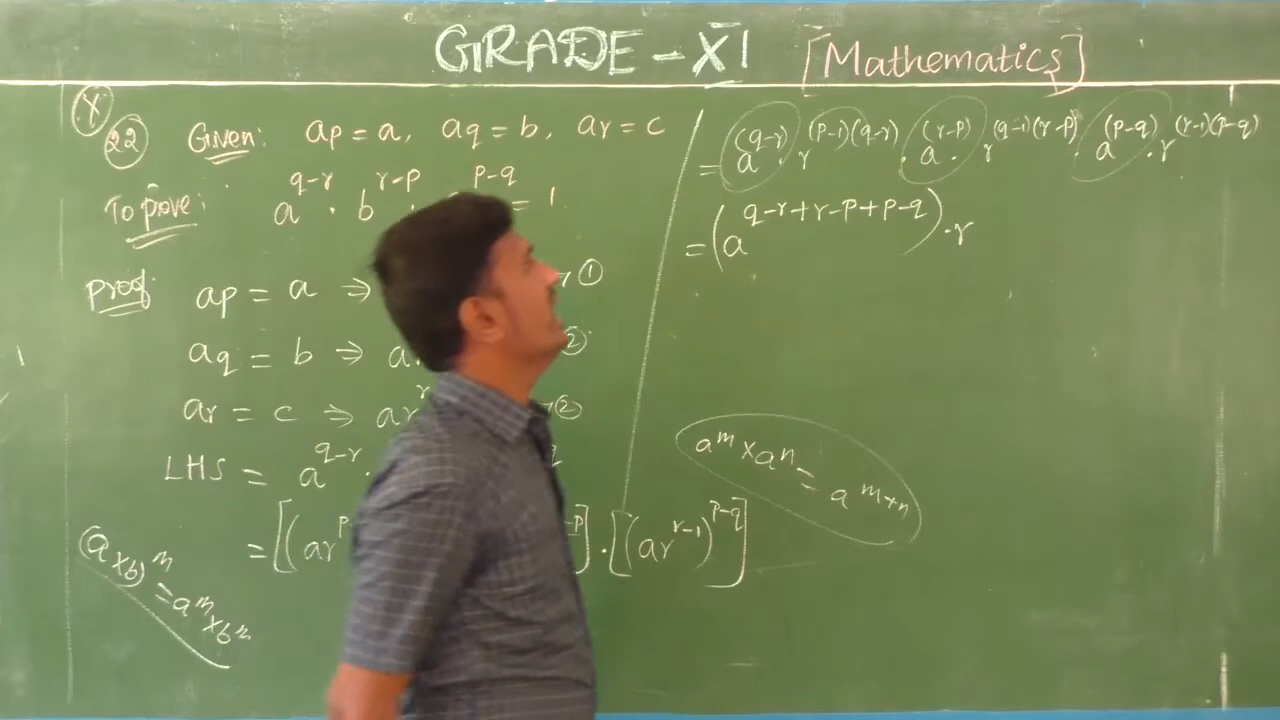 GRADE - XI [Mathematics]
X
22 Given: ap = a, aq = b, ar = c
To prove: a^(q-r) . b^(r-p) . ^(p-q) = 1
Proof ap = a ⇒ → ①
aq = b ⇒ a. ②
ar = c ⇒ ar → ②
LHS = a^(q-r) .
= [(ar^p -p] . [(ar^(r-1))^(p-q)]
(a×b)^m = a^m × b^m
= a^(q-r) . r^((p-1)(q-r)) . a^(r-p) . r^((q-1)(r-p)) . a^(p-q) . r^((r-1)(p-q))
= (a^(q-r+r-p+p-q)) . r
a^m × a^n = a^(m+n)